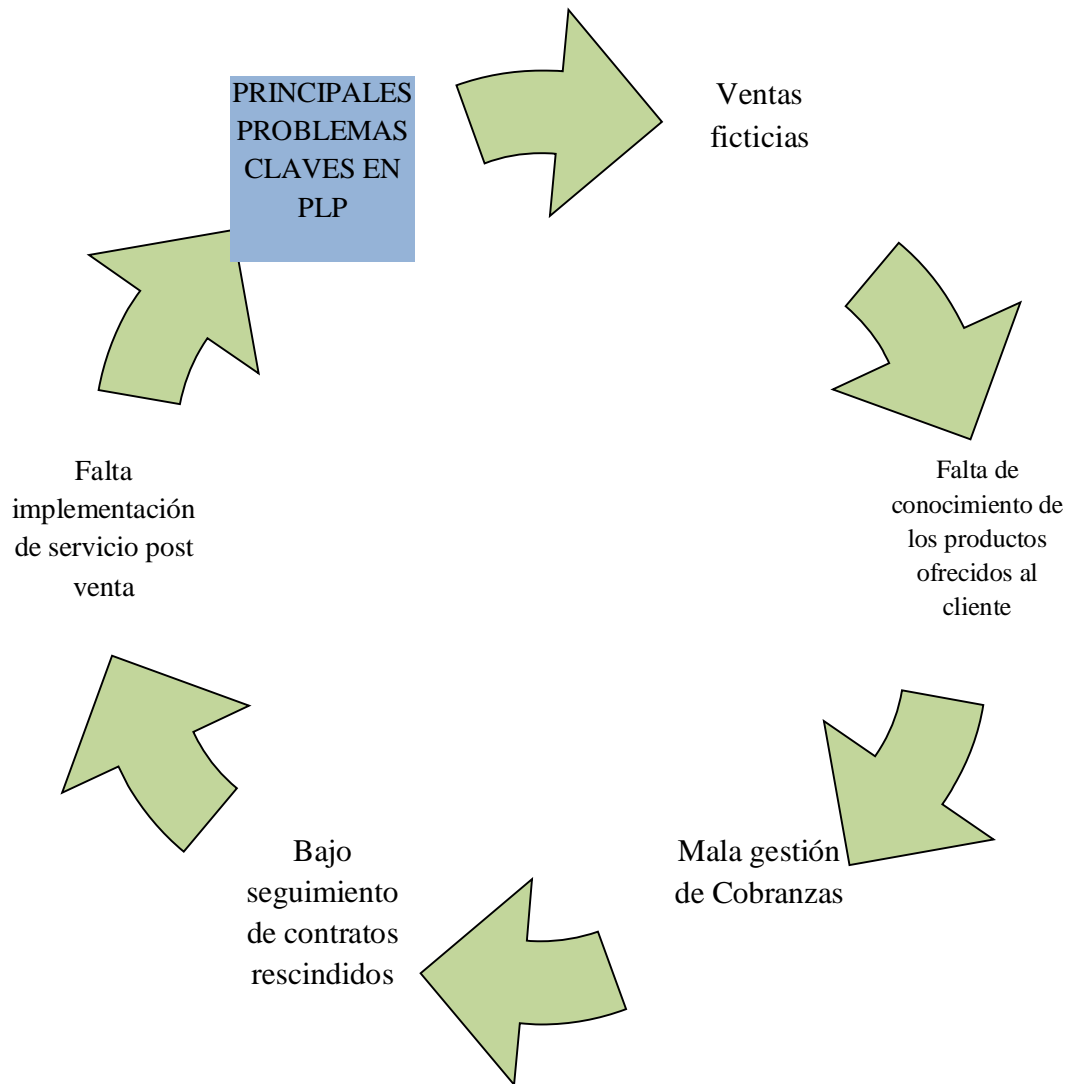 PRINCIPALES
PROBLEMAS
CLAVES EN
PLP
Ventas
ficticias
Falta de
conocimiento de
los productos
ofrecidos al
cliente
Mala gestión
de Cobranzas
Bajo
seguimiento
de contratos
rescindidos
Falta
implementación
de servicio post
venta